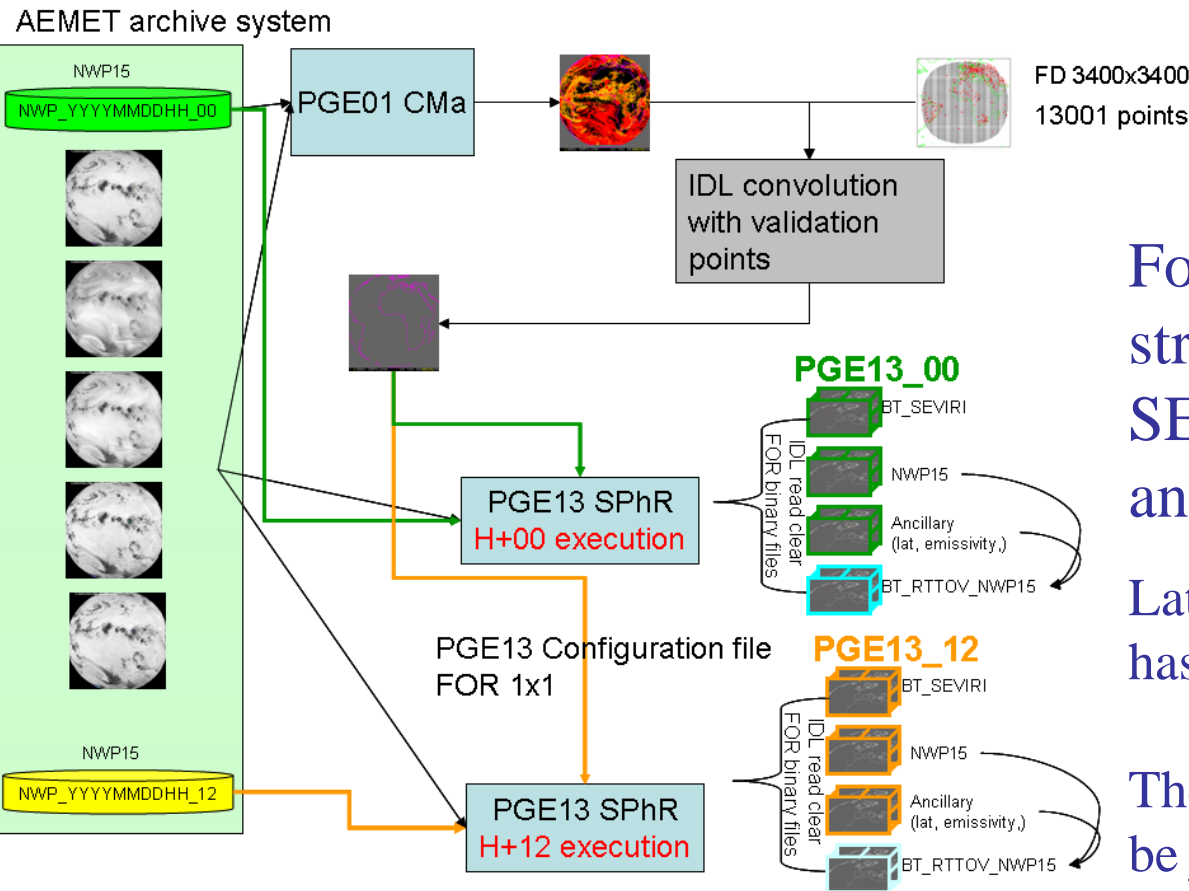 AEMET archive system
NWP15
NWP_YYYYMMDDHH_00
PGE01 CMa
FD 3400x3400
13001 points
IDL convolution
with validation
points
PGE13_00
BT_SEVIRI
NWP15
Ancillary
(lat, emissivity,)
BT_RTTOV_NWP15
IDL read clear
FOR binary files
PGE13 SPhR
H+00 execution
PGE13 Configuration file
FOR 1x1
PGE13_12
BT_SEVIRI
NWP15
Ancillary
(lat, emissivity,)
BT_RTTOV_NWP15
IDL read clear
FOR binary files
NWP15
NWP_YYYYMMDDHH_12
PGE13 SPhR
H+12 execution
Fo
str
SE
an
Lat
has
The
be